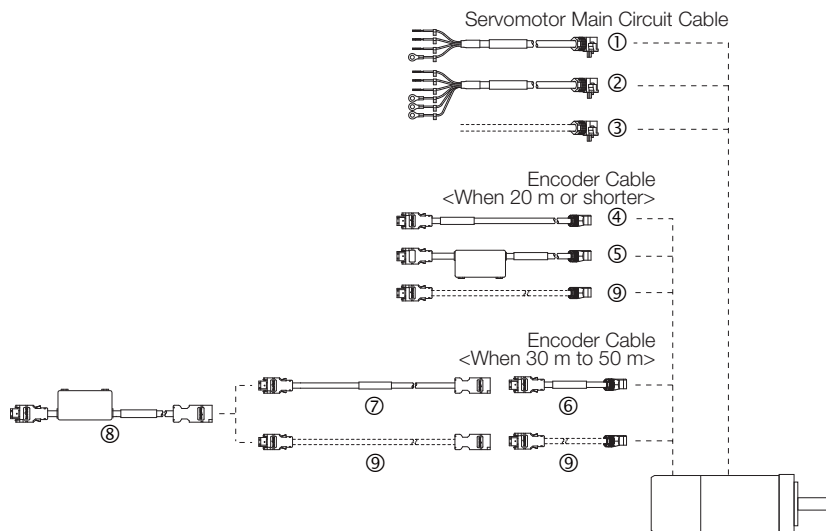 Servomotor Main Circuit Cable
①
②
③
Encoder Cable
<When 20 m or shorter>
④
⑤
⑨
Encoder Cable
<When 30 m to 50 m>
⑦
⑥
⑧
⑨
⑨